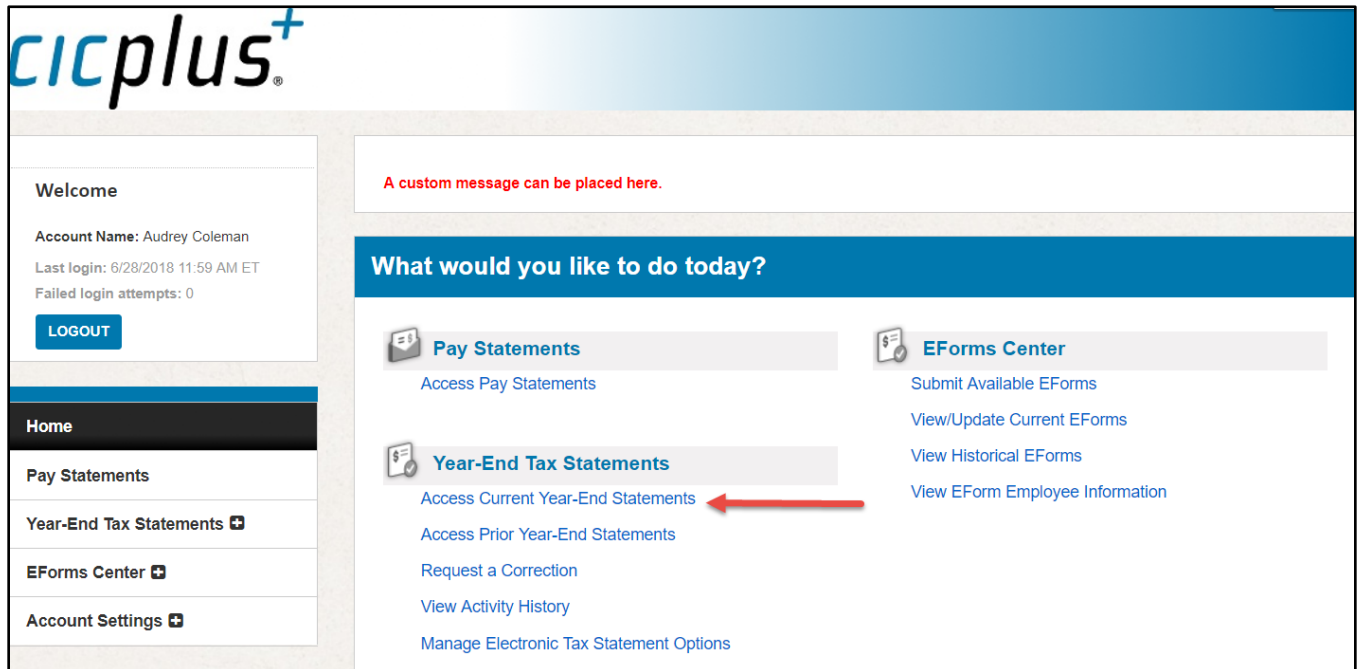 cicplus+®
Welcome
Account Name: Audrey Coleman
Last login: 6/28/2018 11:59 AM ET
Failed login attempts: 0
LOGOUT
Home
Pay Statements
Year-End Tax Statements
EForms Center
Account Settings
A custom message can be placed here.
What would you like to do today?
Pay Statements
Access Pay Statements
Year-End Tax Statements
Access Current Year-End Statements
Access Prior Year-End Statements
Request a Correction
View Activity History
Manage Electronic Tax Statement Options
EForms Center
Submit Available EForms
View/Update Current EForms
View Historical EForms
View EForm Employee Information